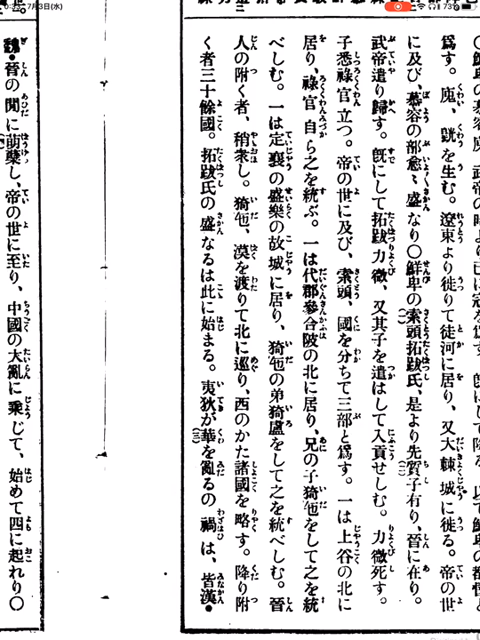 7月3日(水)
73%
爲す。廆、皝を生む。遼東より徙りて徒河に居り、又大棘城に徙る。帝の世
に及び、慕容の部愈〻盛なり○鮮卑の索頭拓跋氏、是より先質子有り、晉に在り。
武帝遣り歸す。既にして拓跋力微、又其子を遣はして入貢せしむ。力微死す。
子悉祿官立つ。帝の世に及び、索頭、國を分ちて三部と爲す。一は上谷の北に
居り、祿官自ら之を統ぶ。一は代郡參合陂の北に居り、兄の子猗㐌をして之を統
べしむ。一は定襄の盛樂の故城に居り、猗㐌の弟猗盧をして之を統べしむ。晉
人の附く者、稍衆し。猗㐌、漠を渡りて北に巡り、西のかた諸國を略す。降り附
く者三十餘國。拓跋氏の盛なるは此に始まる。夷狄が華を亂るの禍は、皆漢・
魏・晉の閒に萠蘖し、帝の世に至り、中國の大亂に乘じて、始めて四に起れり○